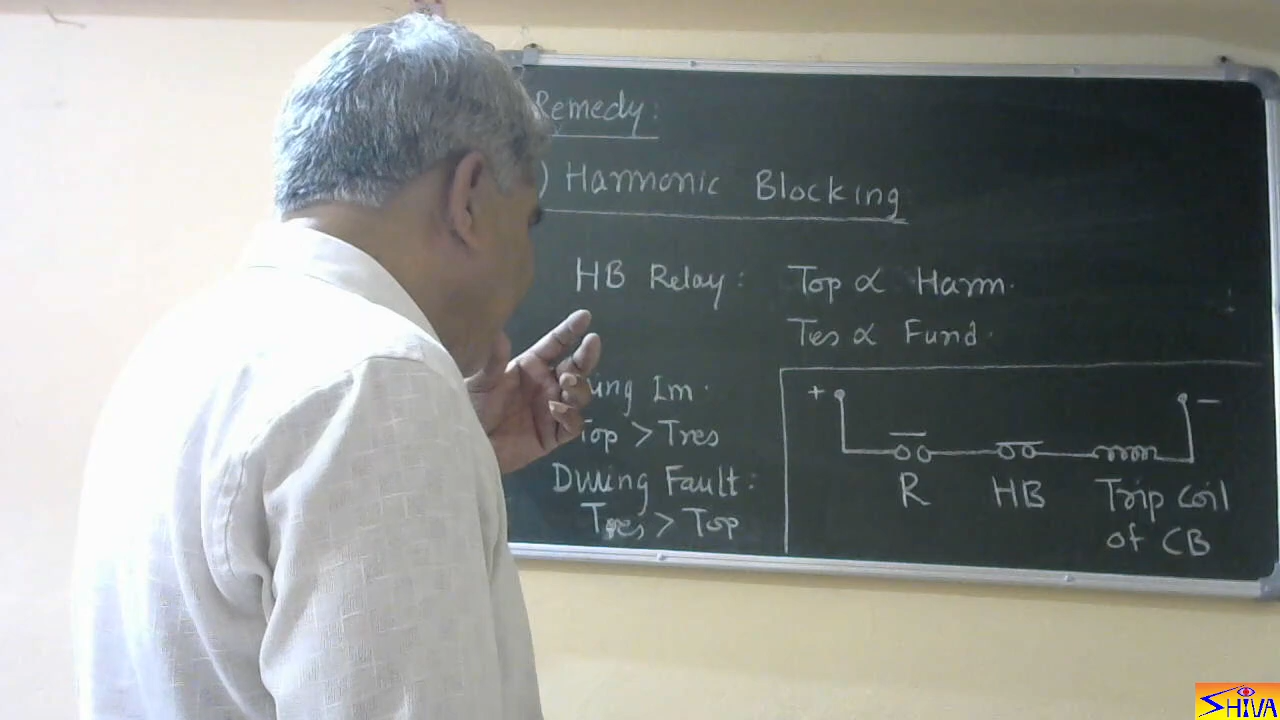 Remedy:
) Harmonic Blocking
HB Relay: Top ∝ Harm.
Tres ∝ Fund.
ing Im.
Top > Tres
During Fault:
Tres > Top
+ −
R HB Trip Coil
of CB
SHIVA